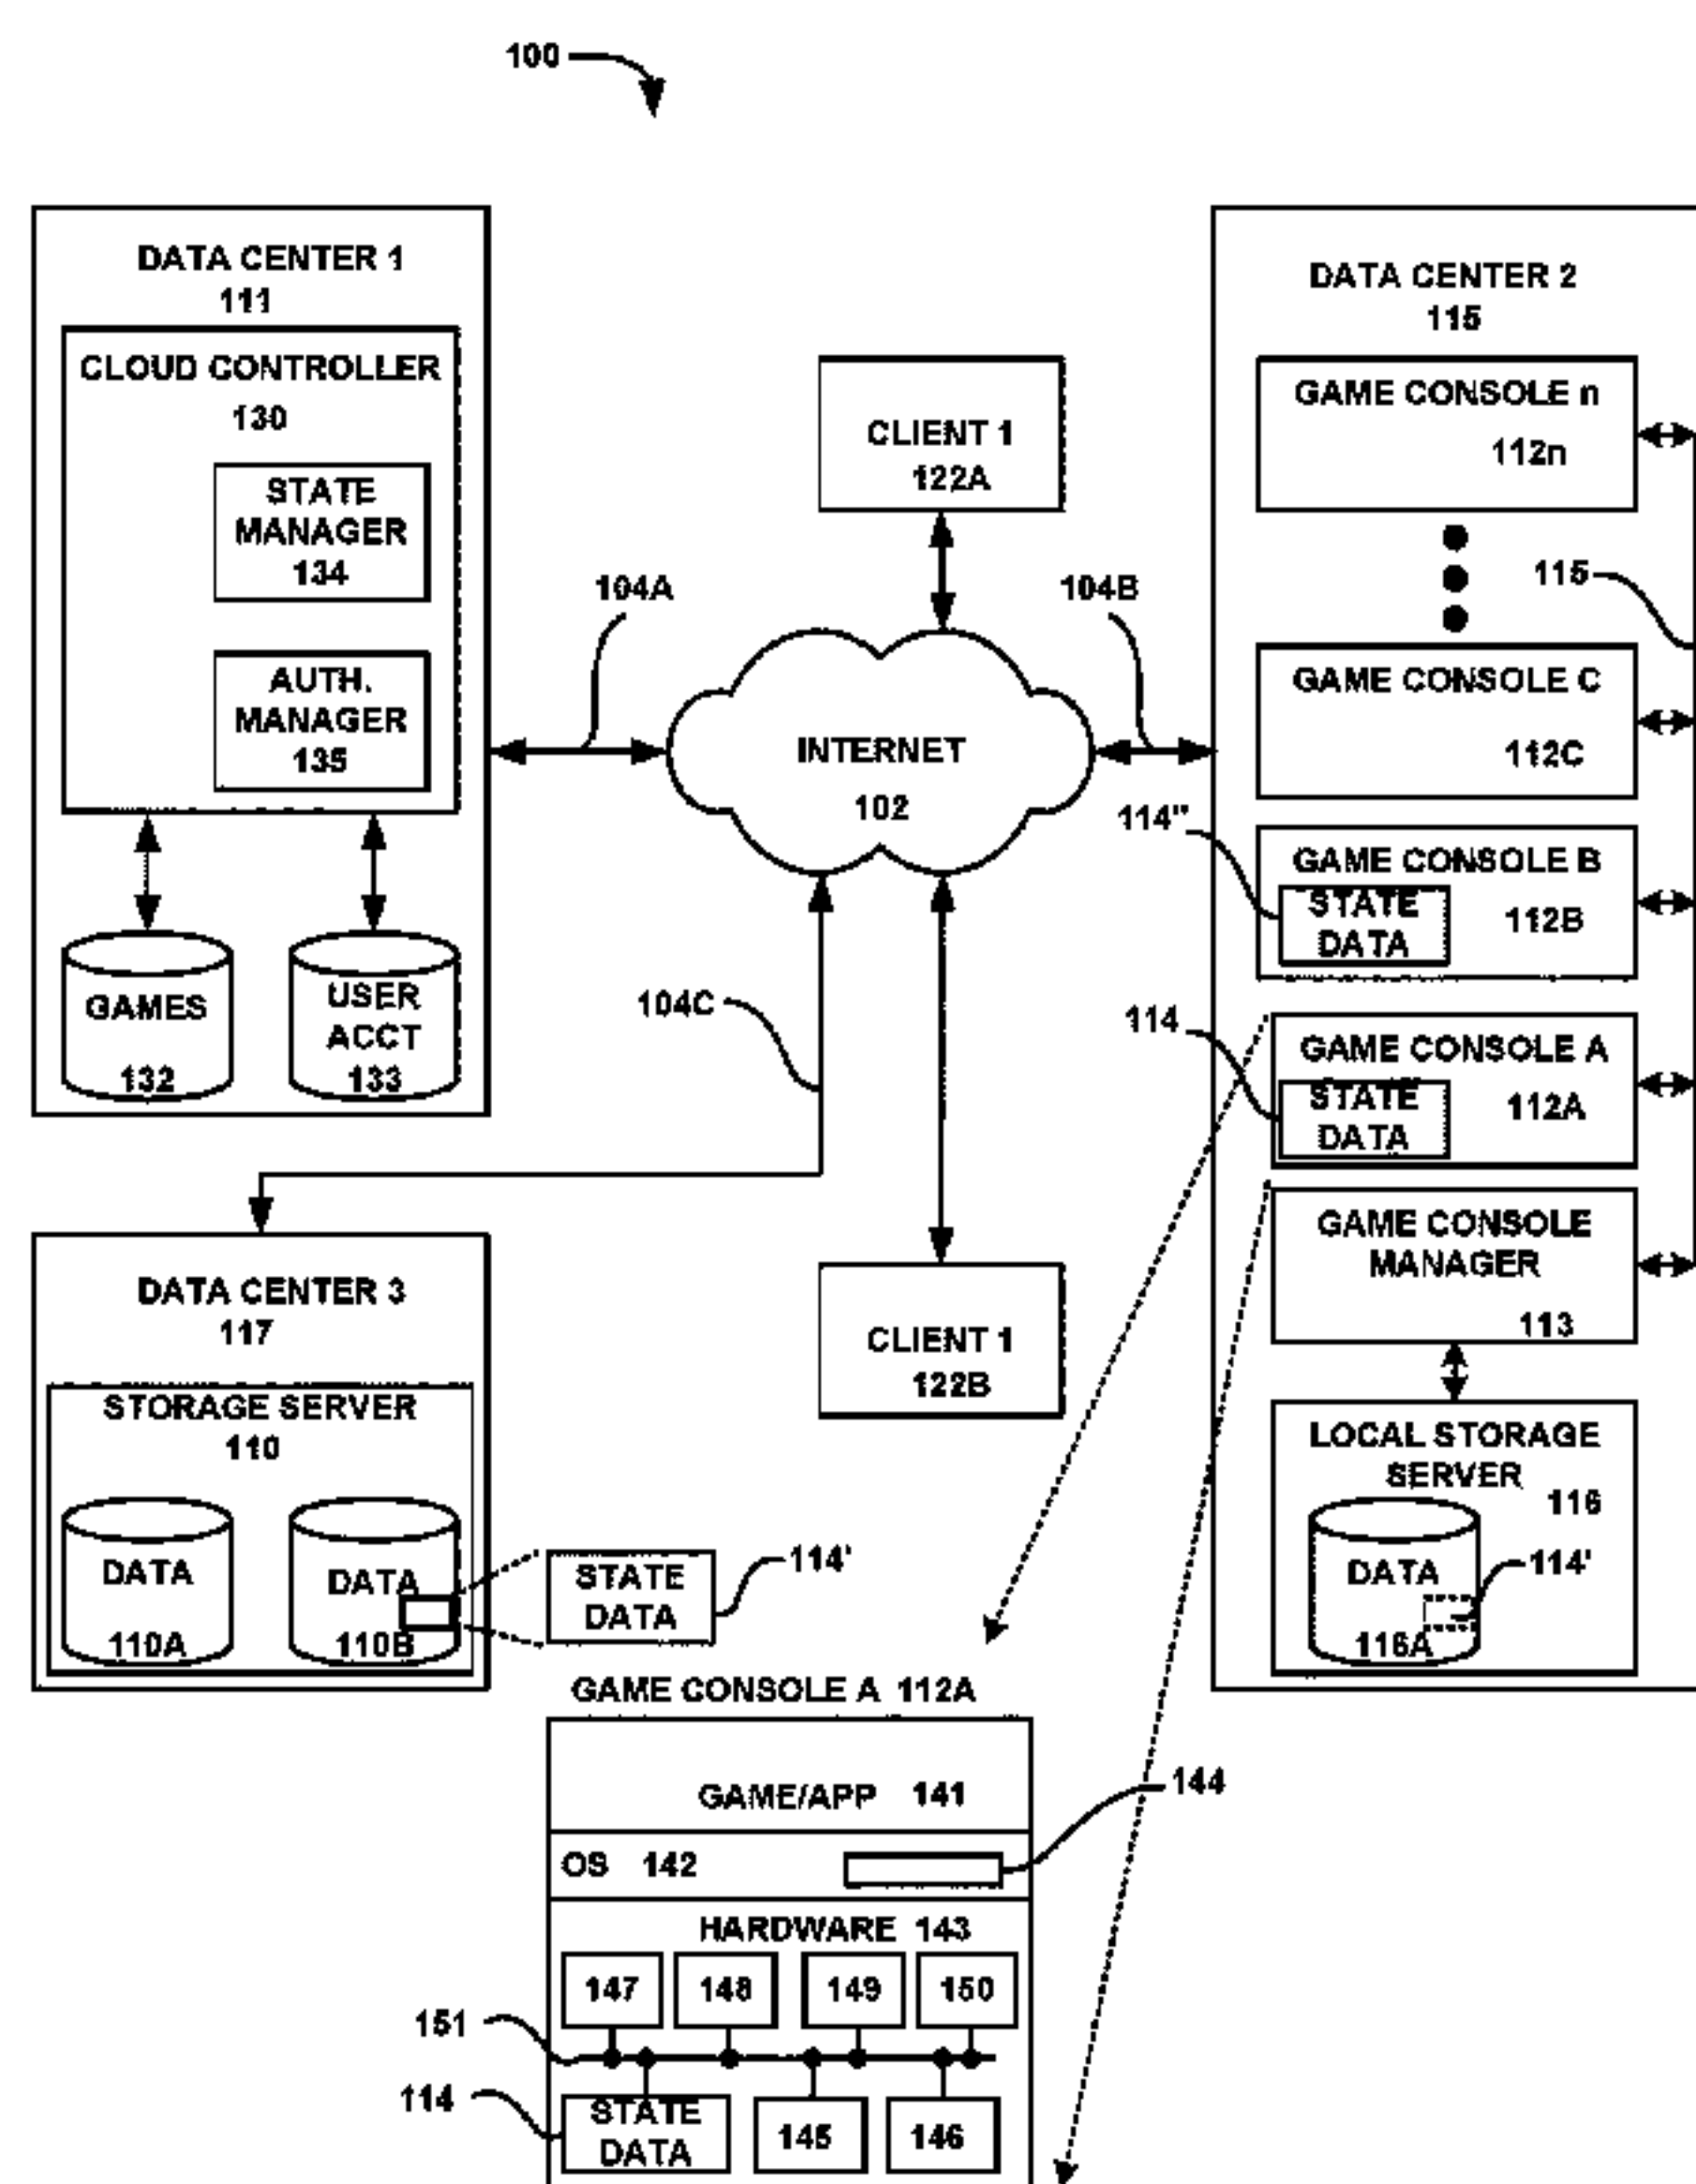 100
DATA CENTER 1
111
CLOUD CONTROLLER
130
STATE
MANAGER
134
AUTH.
MANAGER
135
GAMES
132
USER
ACCT
133
104A
CLIENT 1
122A
INTERNET
102
104B
104C
CLIENT 1
122B
DATA CENTER 2
115
GAME CONSOLE n
112n
115
GAME CONSOLE C
112C
114"
GAME CONSOLE B
STATE
DATA
112B
114
GAME CONSOLE A
STATE
DATA
112A
GAME CONSOLE
MANAGER
113
LOCAL STORAGE
SERVER
116
DATA
116A
114'
DATA CENTER 3
117
STORAGE SERVER
110
DATA
110A
DATA
110B
STATE
DATA
114'
GAME CONSOLE A 112A
GAME/APP 141
OS 142
144
HARDWARE 143
147
148
149
150
151
114
STATE
DATA
145
146